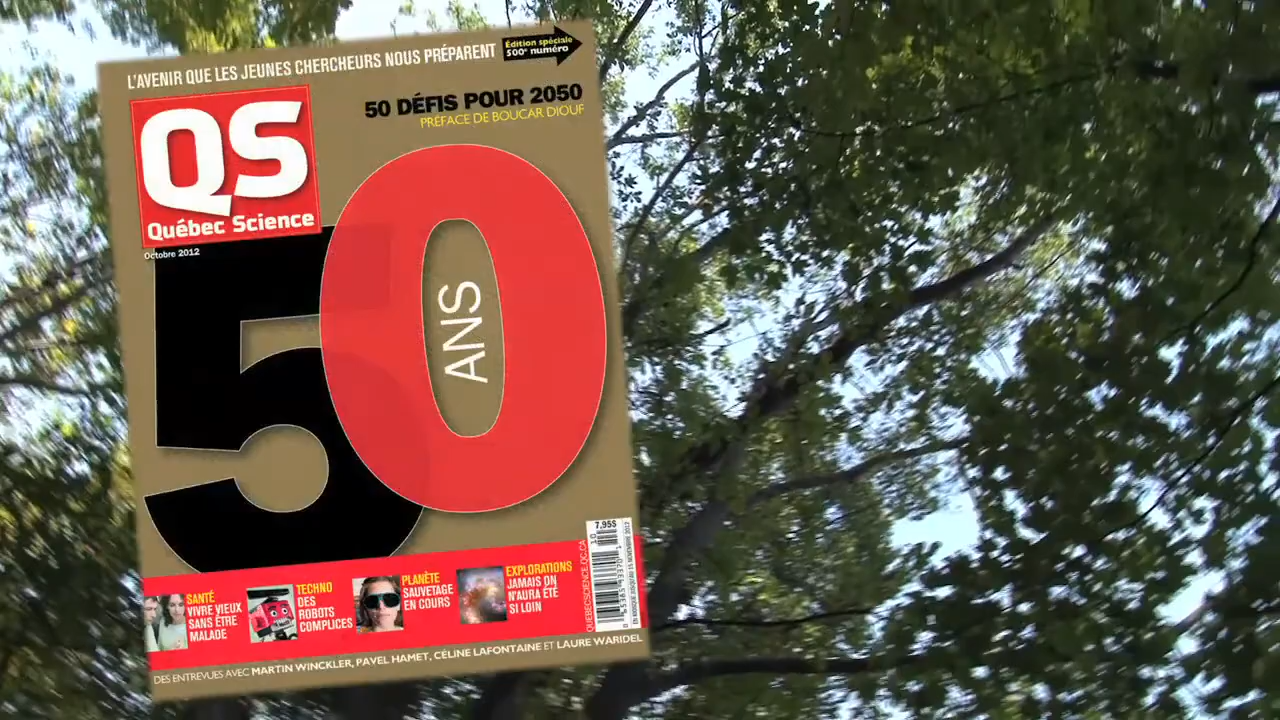 L'AVENIR QUE LES JEUNES CHERCHEURS NOUS PRÉPARENT
Édition spéciale
500e numéro
50 DÉFIS POUR 2050
PRÉFACE DE BOUCAR DIOUF
QS
Québec Science
Octobre 2012
50
ANS
7,95$
SANTÉ
VIVRE VIEUX
SANS ÊTRE
MALADE
TECHNO
DES
ROBOTS
COMPLICES
PLANÈTE
SAUVETAGE
EN COURS
EXPLORATIONS
JAMAIS ON
N'AURA ÉTÉ
SI LOIN
QUEBECSCIENCE.QC.CA
DES ENTREVUES AVEC MARTIN WINCKLER, PAVEL HAMET, CÉLINE LAFONTAINE ET LAURE WARIDEL